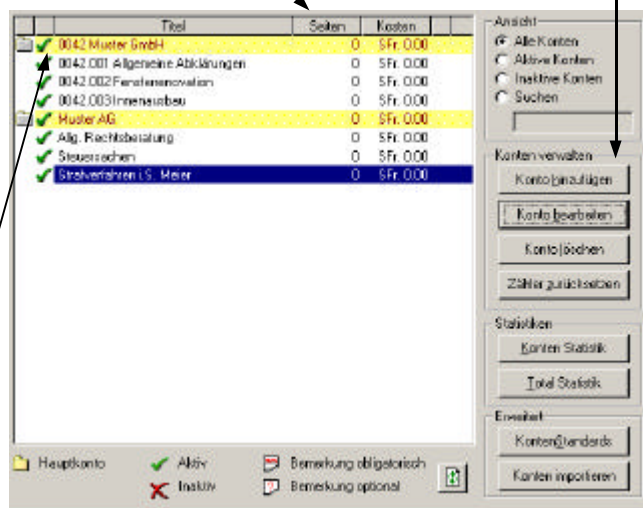 Titel Seiten Kosten
0042 Muster GmbH 0 SFr. 0.00
0042.001 Allgemeine Abklärungen 0 SFr. 0.00
0042.002 Fensterrenovation 0 SFr. 0.00
0042.003 Innenausbau 0 SFr. 0.00
Muster AG 0 SFr. 0.00
Allg. Rechtsberatung 0 SFr. 0.00
Steuersachen 0 SFr. 0.00
Strafverfahren i.S. Meier 0 SFr. 0.00
Hauptkonto
Aktiv
Inaktiv
Bemerkung obligatorisch
Bemerkung optional
Ansicht
Alle Konten
Aktive Konten
Inaktive Konten
Suchen
Konten verwalten
Konto hinzufügen
Konto bearbeiten
Konto löschen
Zähler zurücksetzen
Statistiken
Konten Statistik
Total Statistik
Erweitert
Konten Standards
Konten importieren